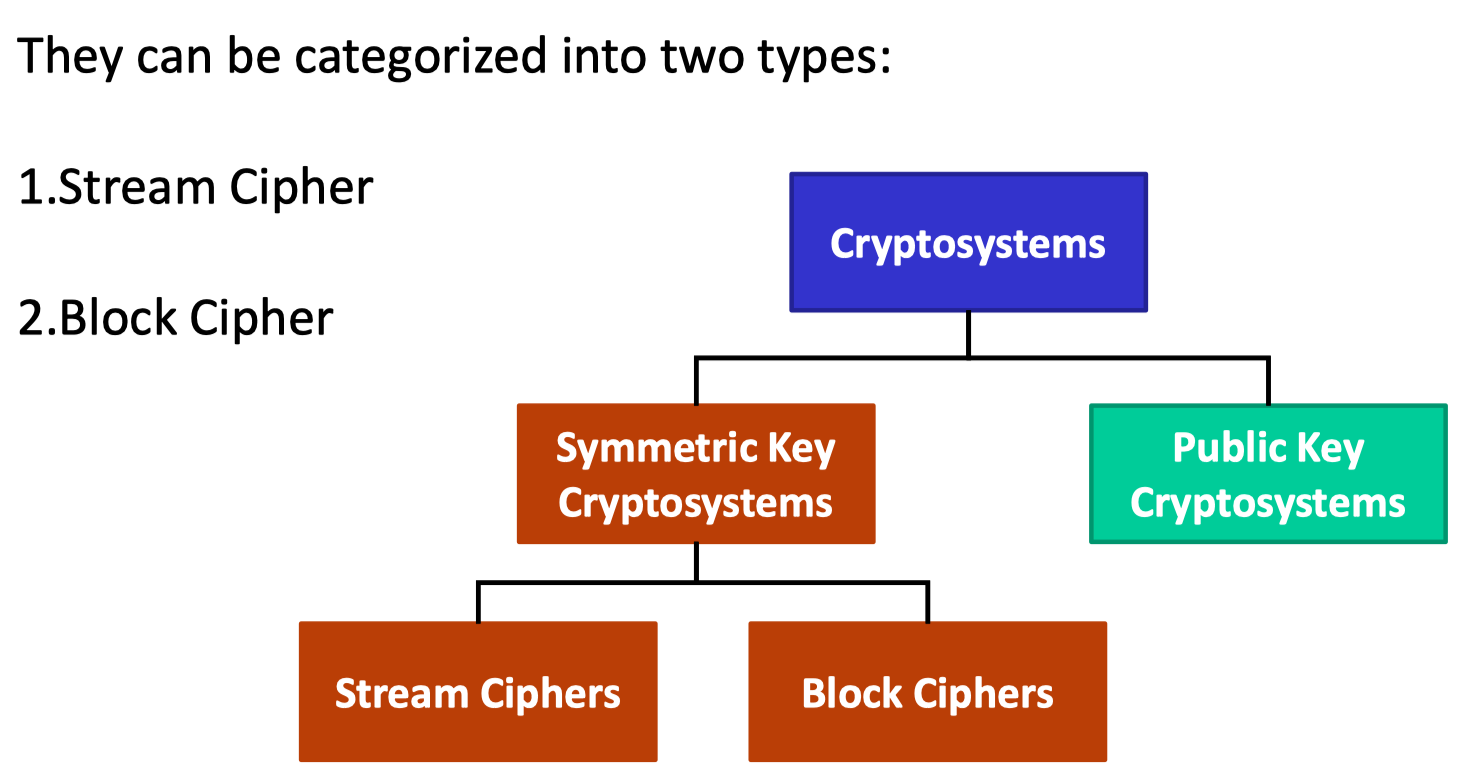 They can be categorized into two types:
1.Stream Cipher
2.Block Cipher
Cryptosystems
Symmetric Key
Cryptosystems
Public Key
Cryptosystems
Stream Ciphers
Block Ciphers